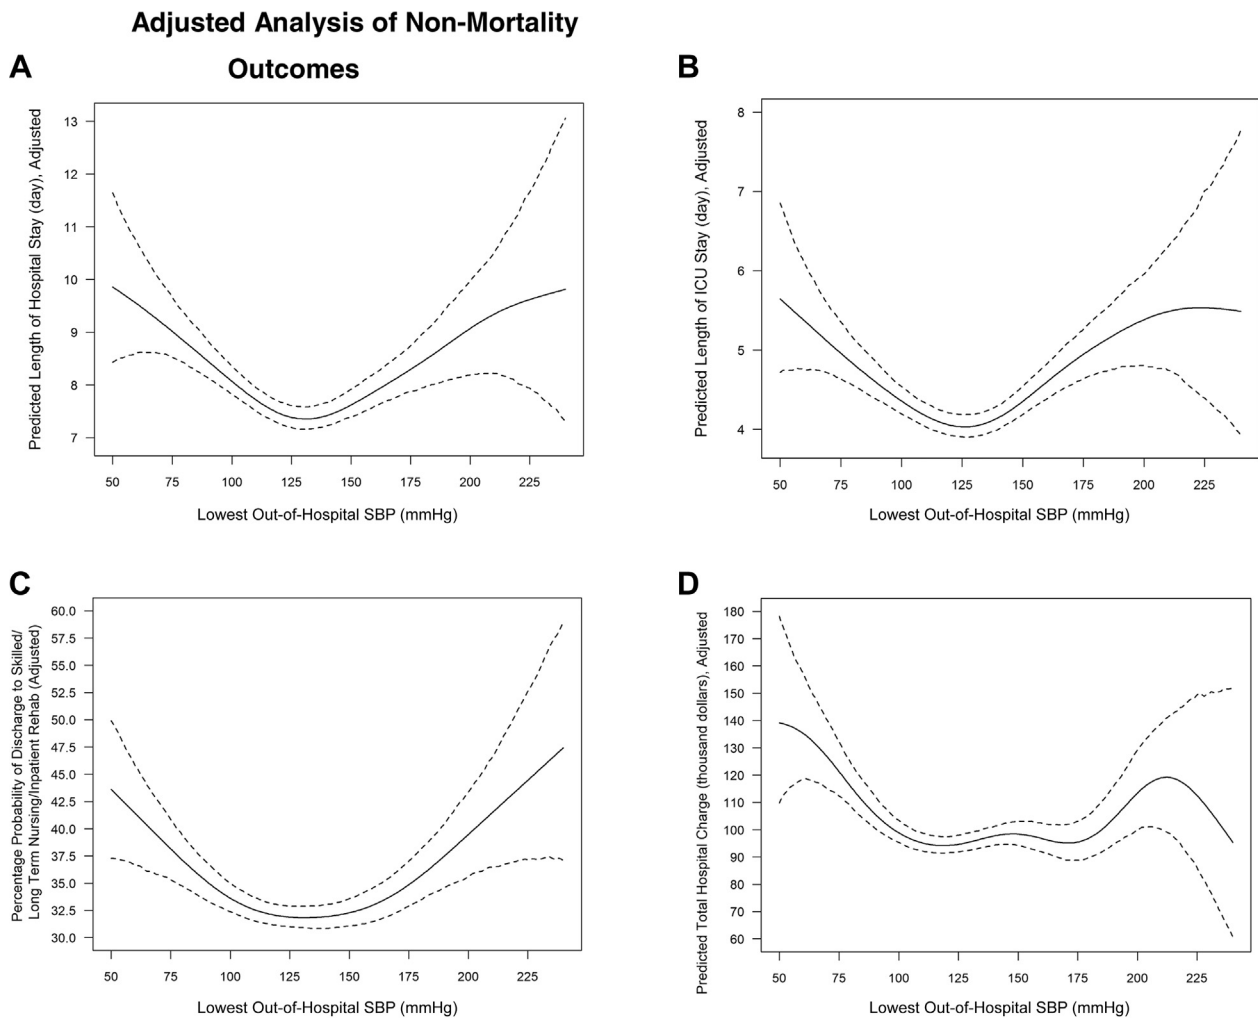 Adjusted Analysis of Non-Mortality
Outcomes
A
Predicted Length of Hospital Stay (day), Adjusted
13
12
11
10
9
8
7
50 75 100 125 150 175 200 225
Lowest Out-of-Hospital SBP (mmHg)
B
Predicted Length of ICU Stay (day), Adjusted
8
7
6
5
4
50 75 100 125 150 175 200 225
Lowest Out-of-Hospital SBP (mmHg)
C
Percentage Probability of Discharge to Skilled/
Long Term Nursing/Inpatient Rehab (Adjusted)
60.0
57.5
55.0
52.5
50.0
47.5
45.0
42.5
40.0
37.5
35.0
32.5
30.0
50 75 100 125 150 175 200 225
Lowest Out-of-Hospital SBP (mmHg)
D
Predicted Total Hospital Charge (thousand dollars), Adjusted
180
170
160
150
140
130
120
110
100
90
80
70
60
50 75 100 125 150 175 200 225
Lowest Out-of-Hospital SBP (mmHg)